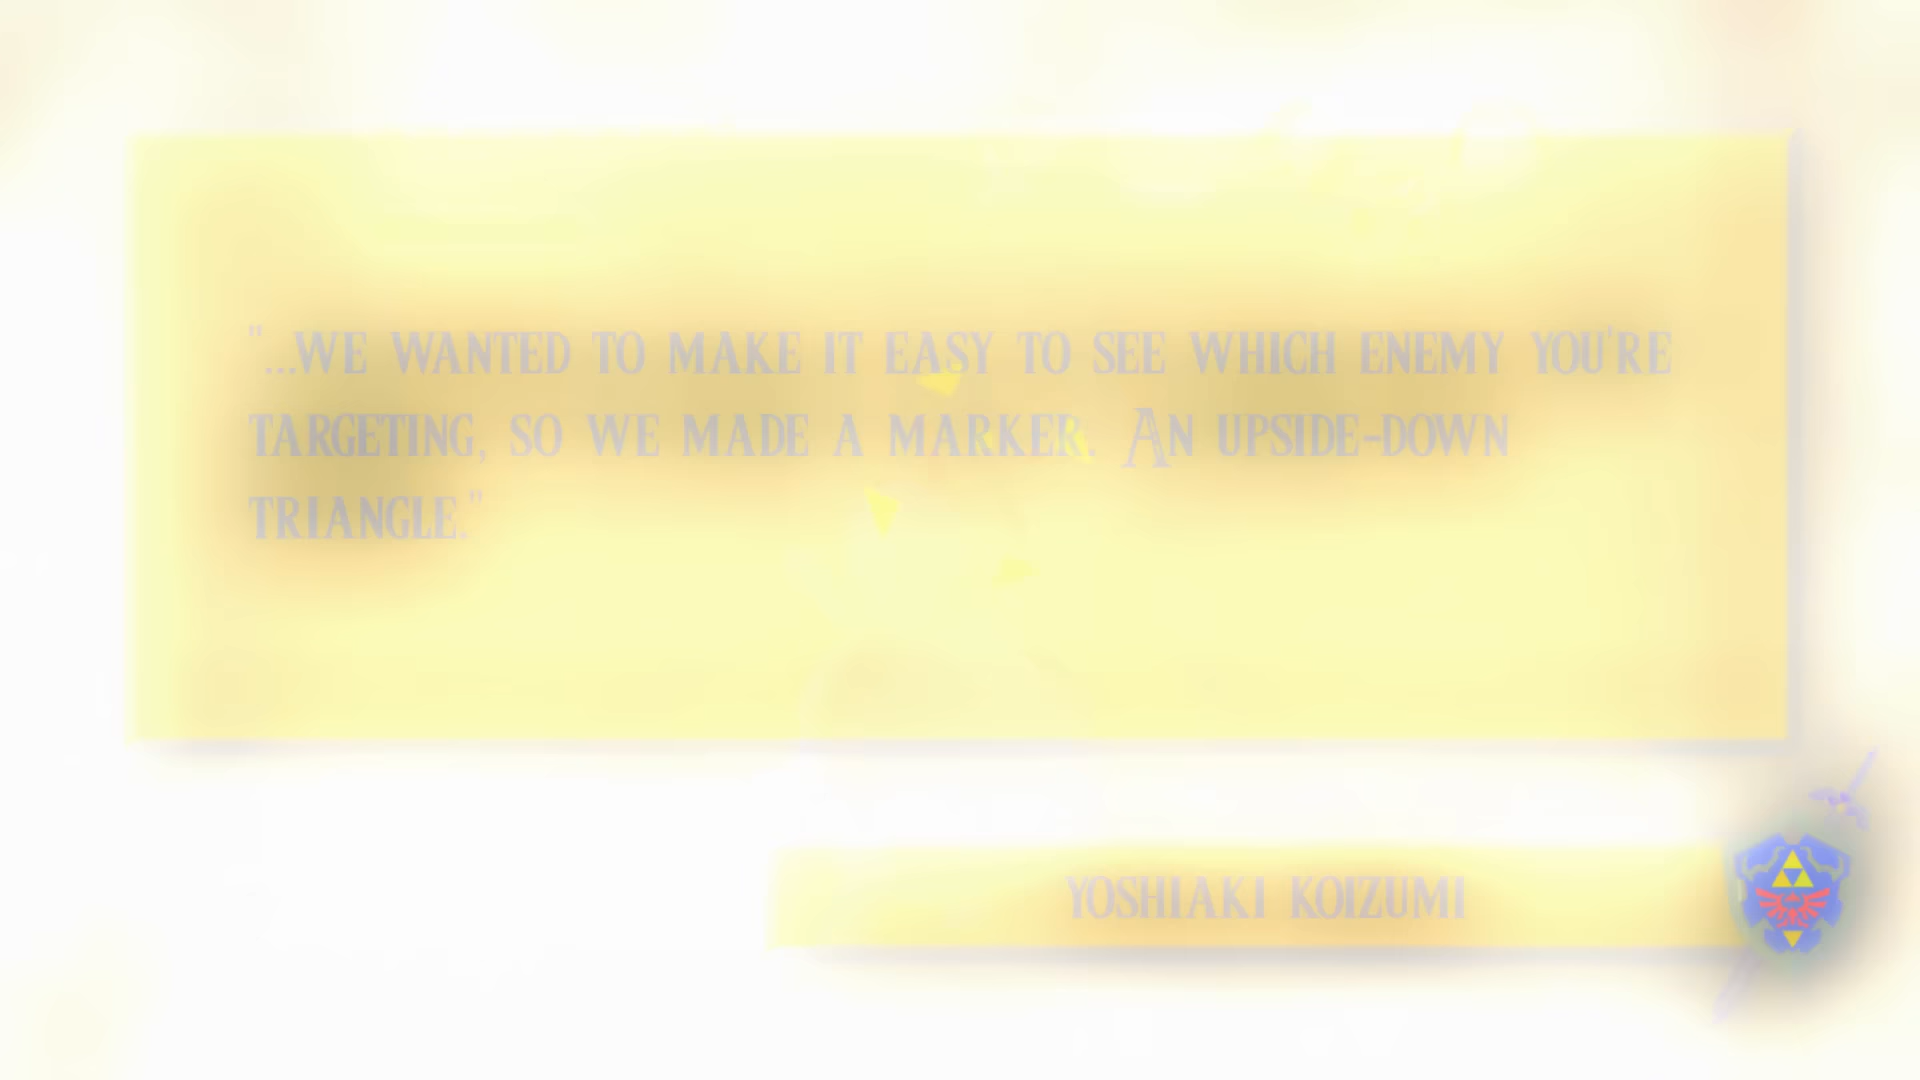 "...WE WANTED TO MAKE IT EASY TO SEE WHICH ENEMY YOU'RE
TARGETING, SO WE MADE A MARKER. AN UPSIDE-DOWN
TRIANGLE."
YOSHIAKI KOIZUMI